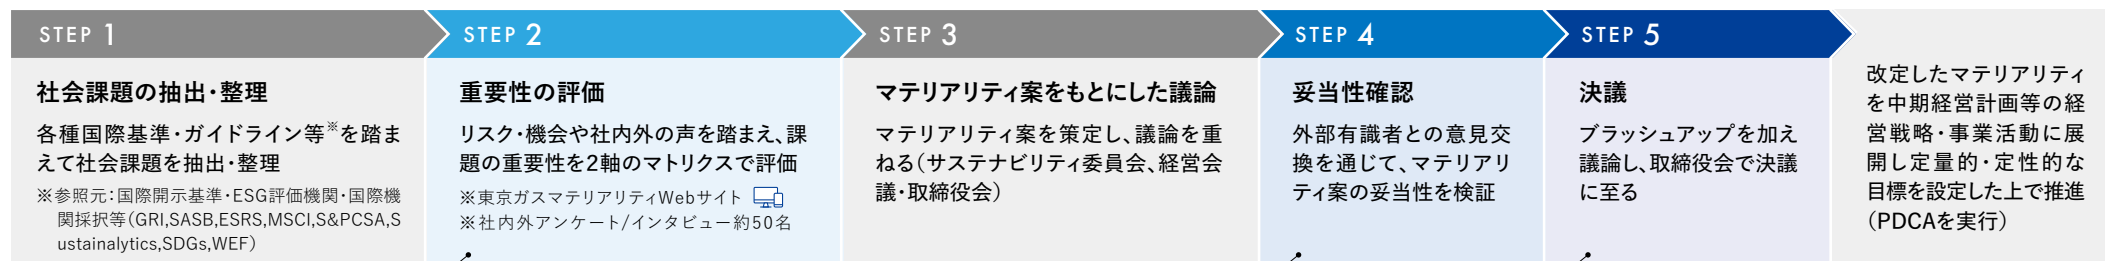 STEP 1
社会課題の抽出・整理
各種国際基準・ガイドライン等※を踏ま
えて社会課題を抽出・整理
※参照元：国際開示基準・ESG評価機関・国際機
関採択等（GRI,SASB,ESRS,MSCI,S&PCSA,S
ustainalytics,SDGs,WEF）
STEP 2
重要性の評価
リスク・機会や社内外の声を踏まえ、課
題の重要性を2軸のマトリクスで評価
※東京ガスマテリアリティWebサイト
※社内外アンケート/インタビュー約50名
STEP 3
マテリアリティ案をもとにした議論
マテリアリティ案を策定し、議論を重
ねる（サステナビリティ委員会、経営会
議・取締役会）
STEP 4
妥当性確認
外部有識者との意見交
換を通じて、マテリアリ
ティ案の妥当性を検証
STEP 5
決議
ブラッシュアップを加え
議論し、取締役会で決議
に至る
改定したマテリアリティ
を中期経営計画等の経
営戦略・事業活動に展
開し定量的・定性的な
目標を設定した上で推進
（PDCAを実行）